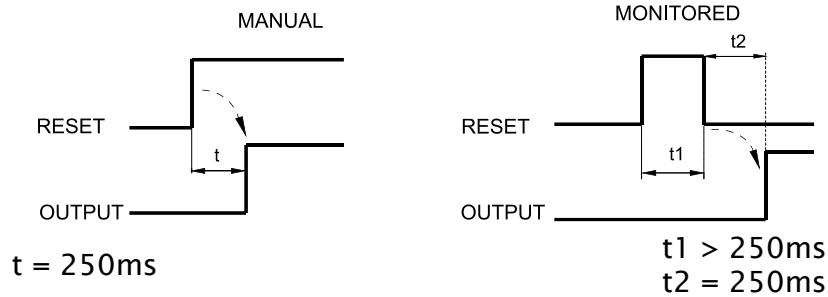 MANUAL
RESET
t
OUTPUT
t = 250ms
MONITORED
t2
RESET
t1
OUTPUT
t1 > 250ms
t2 = 250ms